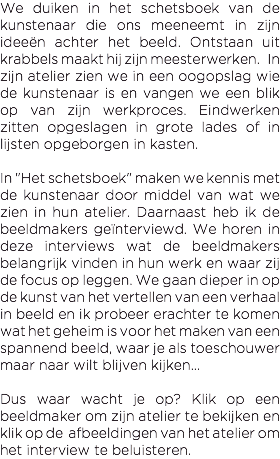 We duiken in het schetsboek van de
kunstenaar die ons meeneemt in zijn
ideeën achter het beeld. Ontstaan uit
krabbels maakt hij zijn meesterwerken. In
zijn atelier zien we in een oogopslag wie
de kunstenaar is en vangen we een blik
op van zijn werkproces. Eindwerken
zitten opgeslagen in grote lades of in
lijsten opgeborgen in kasten.

In "Het schetsboek" maken we kennis met
de kunstenaar door middel van wat we
zien in hun atelier. Daarnaast heb ik de
beeldmakers geïnterviewd. We horen in
deze interviews wat de beeldmakers
belangrijk vinden in hun werk en waar zij
de focus op leggen. We gaan dieper in op
de kunst van het vertellen van een verhaal
in beeld en ik probeer erachter te komen
wat het geheim is voor het maken van een
spannend beeld, waar je als toeschouwer
maar naar wilt blijven kijken...

Dus waar wacht je op? Klik op een
beeldmaker om zijn atelier te bekijken en
klik op de afbeeldingen van het atelier om
het interview te beluisteren.